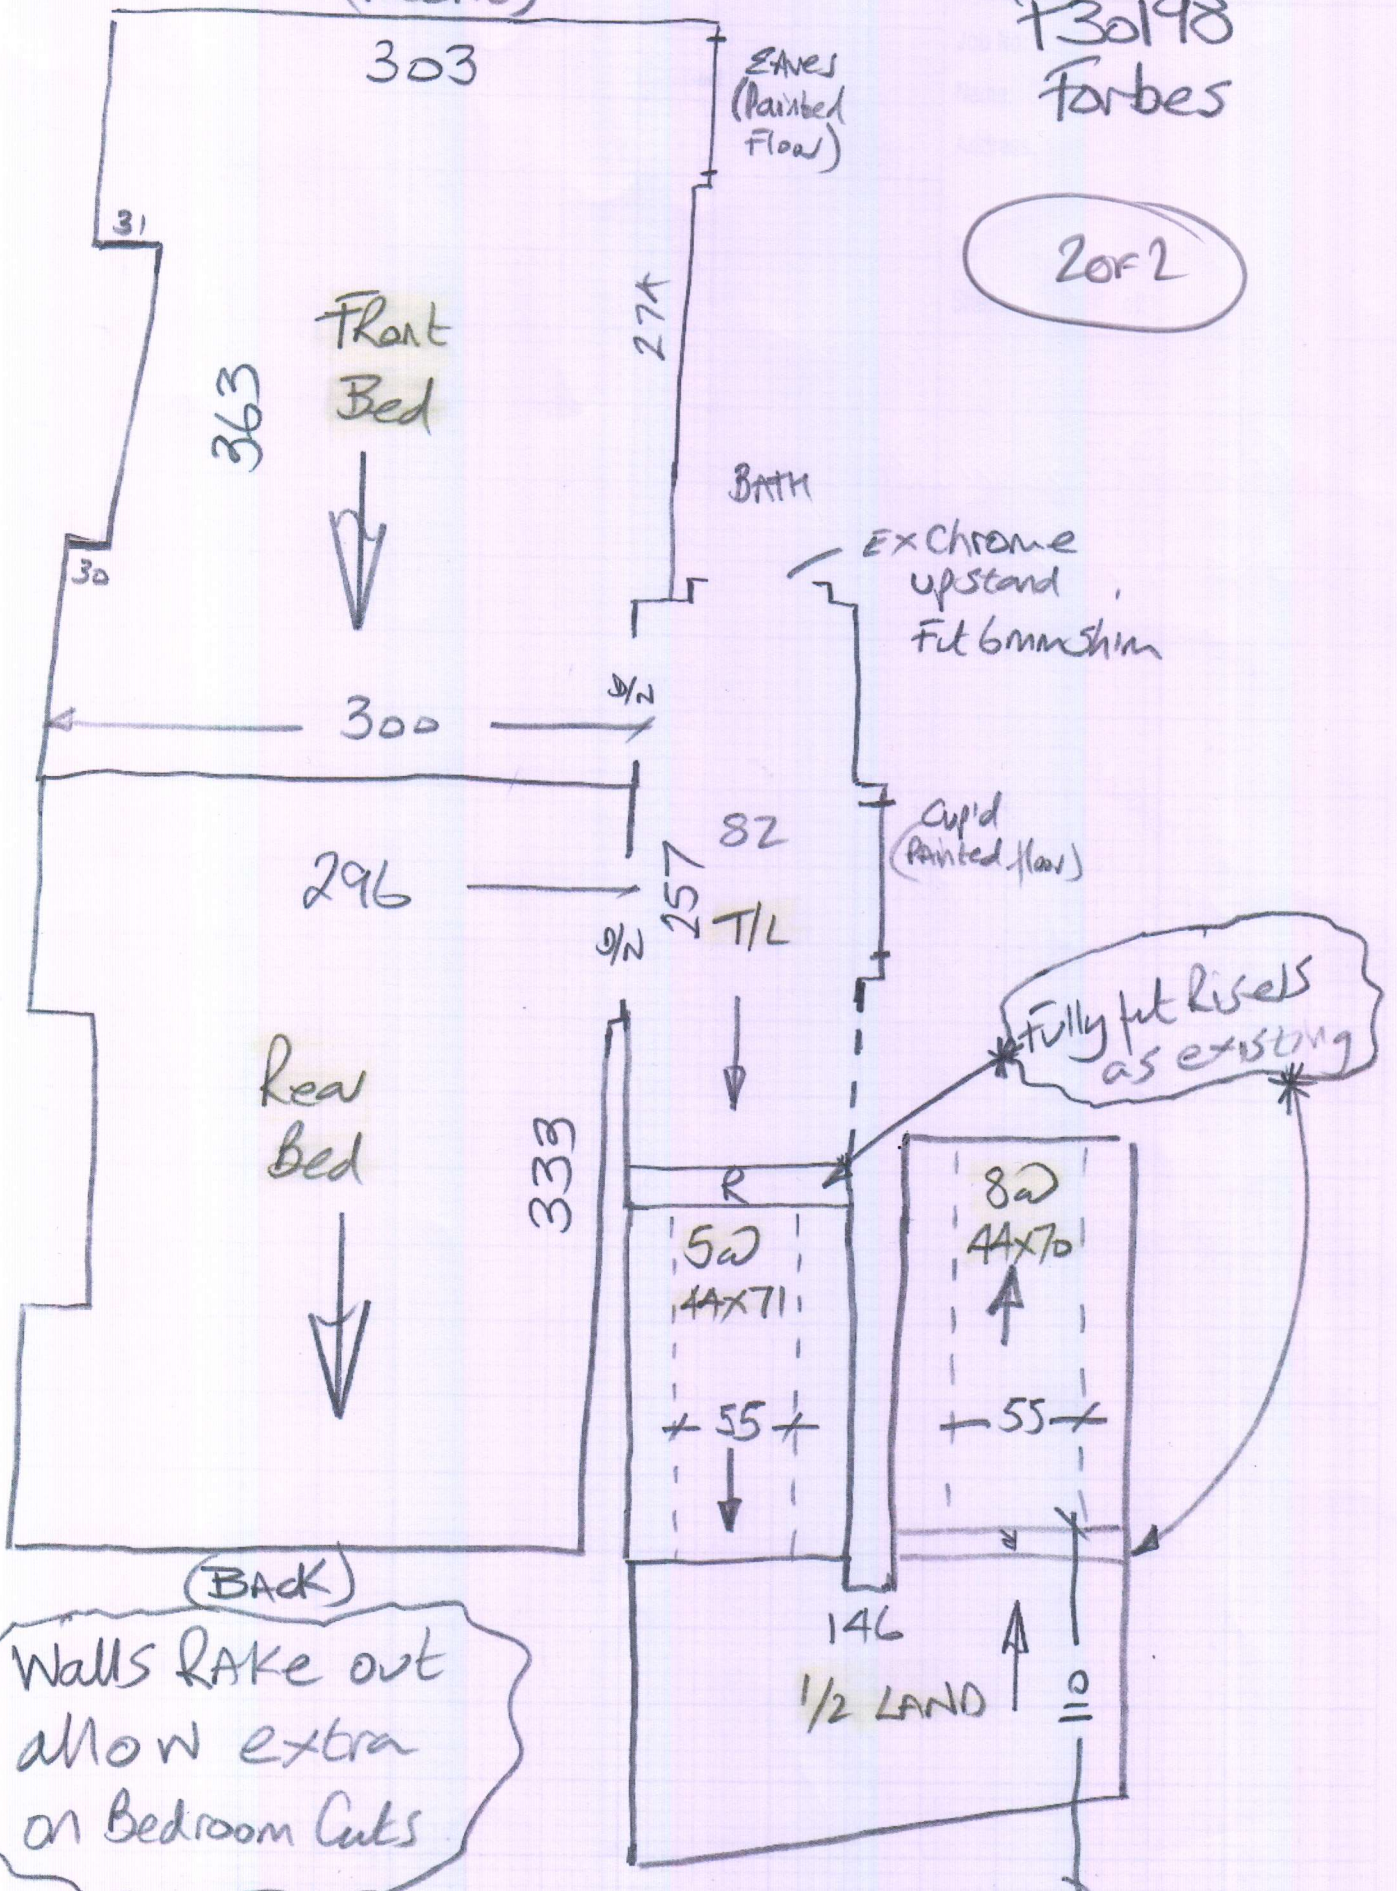 T30198
Forbes
303
Eaves
(Painted
Floor)
2 of 2
31
274
Front
Bed
363
BATH
Ex Chrome
upstand
Fit 6mm Shim
30
D/N
300
82
Cup'd
(Painted floor)
296
257
T/L
D/N
Fully fit Risers
as existing
Rear
Bed
333
R
5@
44X71
8@
44X70
55
55
(BACK)
146
1/2 LAND
110
Walls RAKE out
allow extra
on Bedroom Cuts